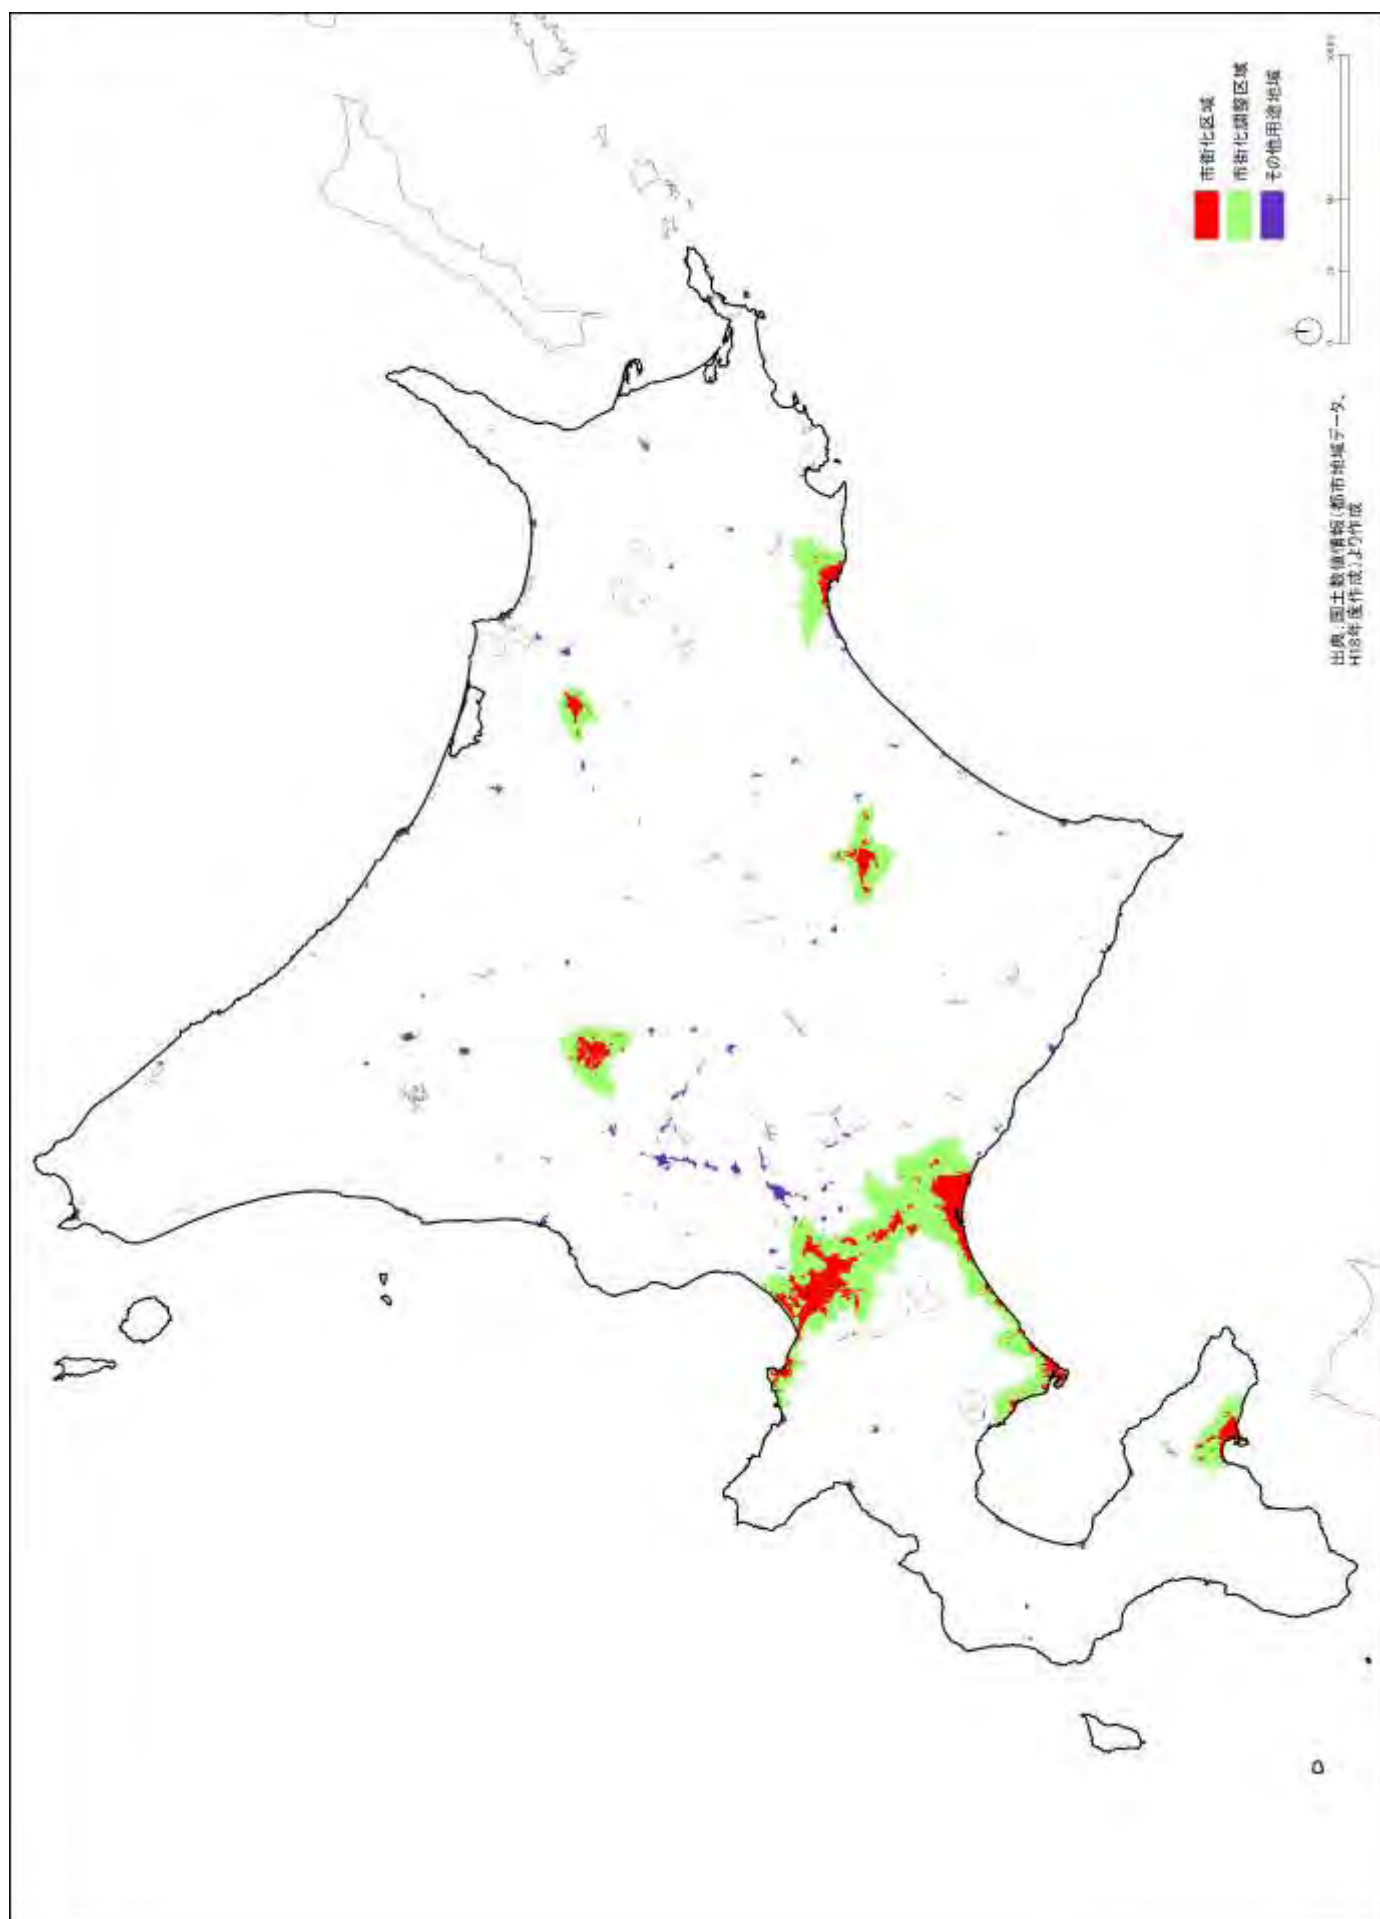 市街化区域
市街化調整区域
その他用途地域
0
出典:国土数値情報(都市地域データ、
H18年度作成)より作成